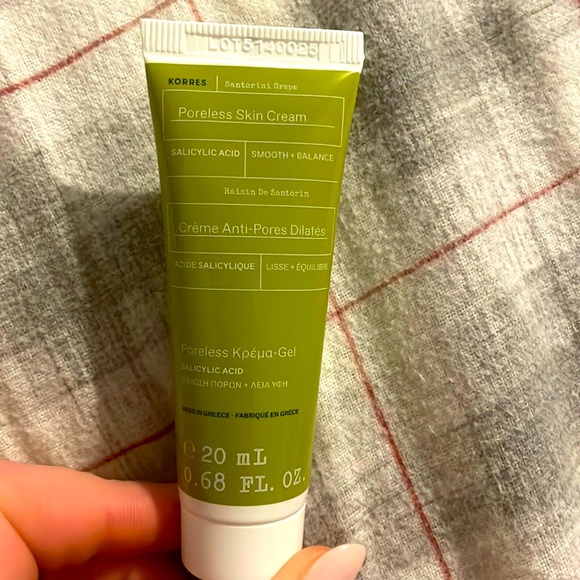 LOT5140025
KORRES | Santorini Grape
Poreless Skin Cream
SALICYLIC ACID | SMOOTH + BALANCE
Raisin De Santorin
Crème Anti-Pores Dilatés
ACIDE SALICYLIQUE | LISSE + ÉQUILIBRE
Poreless Κρέμα-Gel
SALICYLIC ACID
ΜΕΙΩΣΗ ΠΟΡΩΝ + ΛΕΙΑ ΥΦΗ
MADE IN GREECE · FABRIQUÉ EN GRÈCE
℮ 20 mL
0.68 FL. OZ.